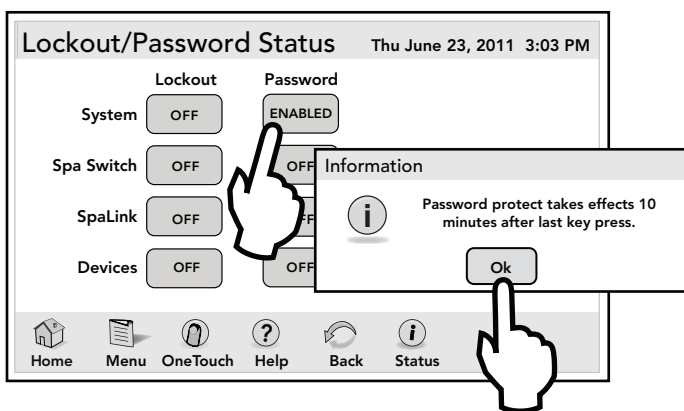 Lockout/Password Status Thu June 23, 2011 3:03 PM
Lockout Password
System OFF ENABLED
Spa Switch OFF OFF
SpaLink OFF
Devices OFF OFF
Information
Password protect takes effects 10
minutes after last key press.
Ok
Home Menu OneTouch Help Back Status